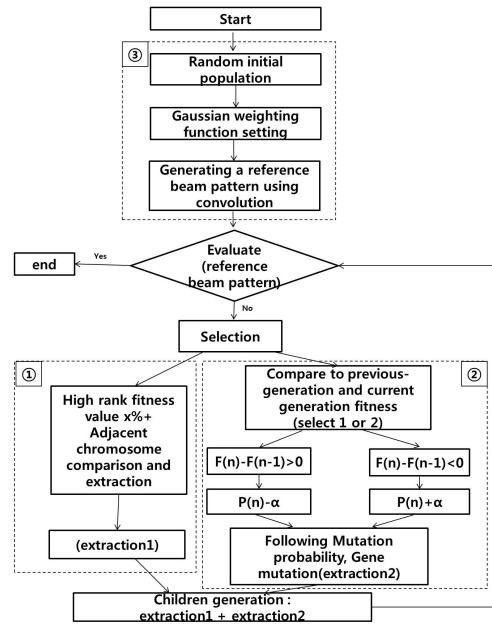 Start
③
Random initial
population
Gaussian weighting
function setting
Generating a reference
beam pattern using
convolution
Evaluate
(reference
beam pattern)
Yes
end
No
Selection
①
High rank fitness
value x%+
Adjacent
chromosome
comparison and
extraction
(extraction1)
②
Compare to previous-
generation and current
generation fitness
(select 1 or 2)
F(n)-F(n-1)>0
F(n)-F(n-1)<0
P(n)-α
P(n)+α
Following Mutation
probability, Gene
mutation(extraction2)
Children generation :
extraction1 + extraction2